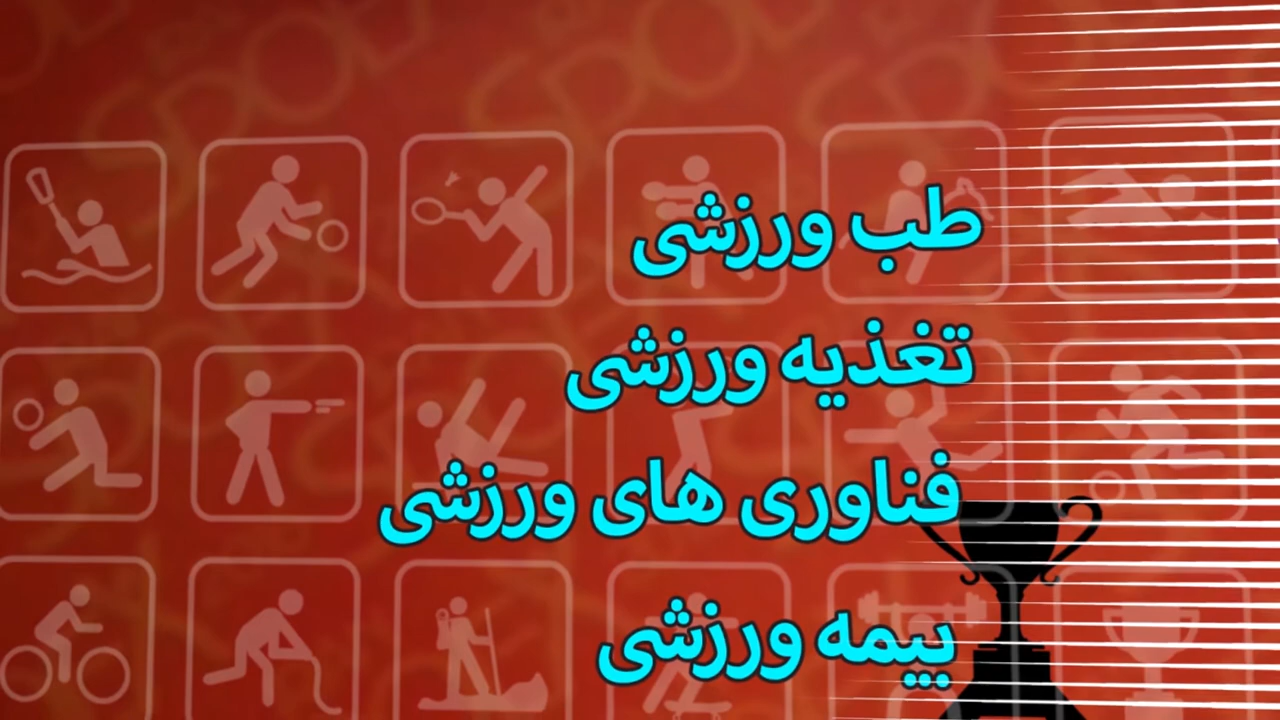 طب ورزشی
تغذیه ورزشی
فناوری های ورزشی
بیمه ورزشی